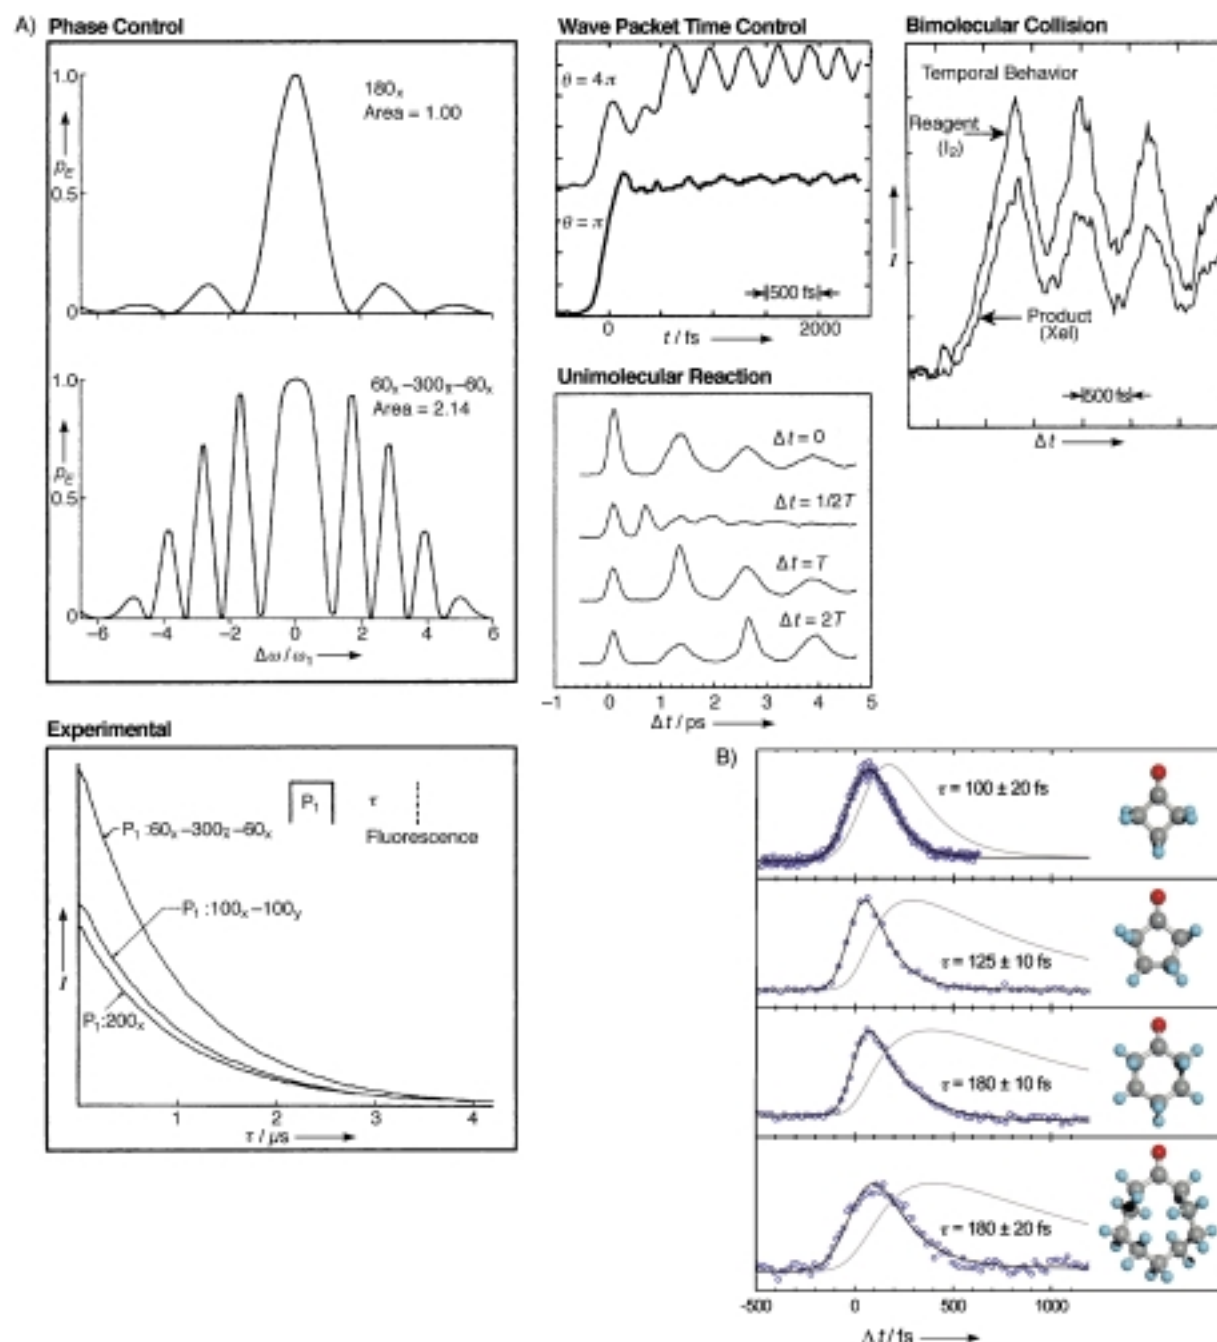 A)
Phase Control
1.0
p_E
0.5
0
180ₓ
Area = 1.00
1.0
p_E
0.5
0
60ₓ–300x̄–60ₓ
Area = 2.14
–6 –4 –2 0 2 4 6
Δω/ω₁
Wave Packet Time Control
θ = 4π
θ = π
500 fs
0 2000
t / fs
Bimolecular Collision
Temporal Behavior
Reagent
(I₂)
I
Product
(XeI)
500 fs
Δt
Unimolecular Reaction
Δt = 0
Δt = 1/2T
Δt = T
Δt = 2T
–1 0 1 2 3 4 5
Δt / ps
Experimental
P₁
τ
Fluorescence
P₁:60ₓ–300x̄–60ₓ
P₁:100ₓ–100y
I
P₁:200ₓ
1 2 3 4
τ / μs
B)
τ = 100 ± 20 fs
τ = 125 ± 10 fs
τ = 180 ± 10 fs
τ = 180 ± 20 fs
-500 0 500 1000
Δt / fs